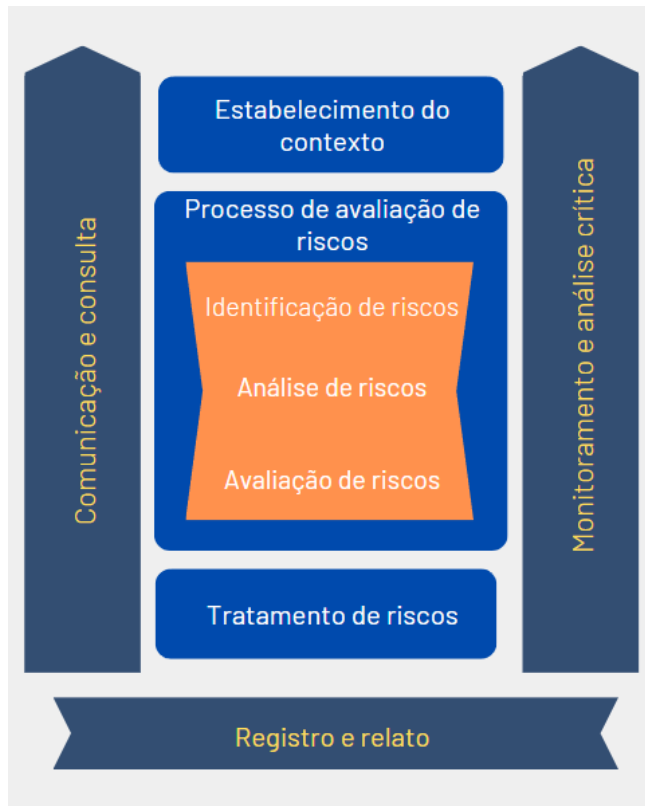 Estabelecimento do
contexto
Processo de avaliação de
riscos
Identificação de riscos
Análise de riscos
Avaliação de riscos
Tratamento de riscos
Comunicação e consulta
Monitoramento e análise crítica
Registro e relato